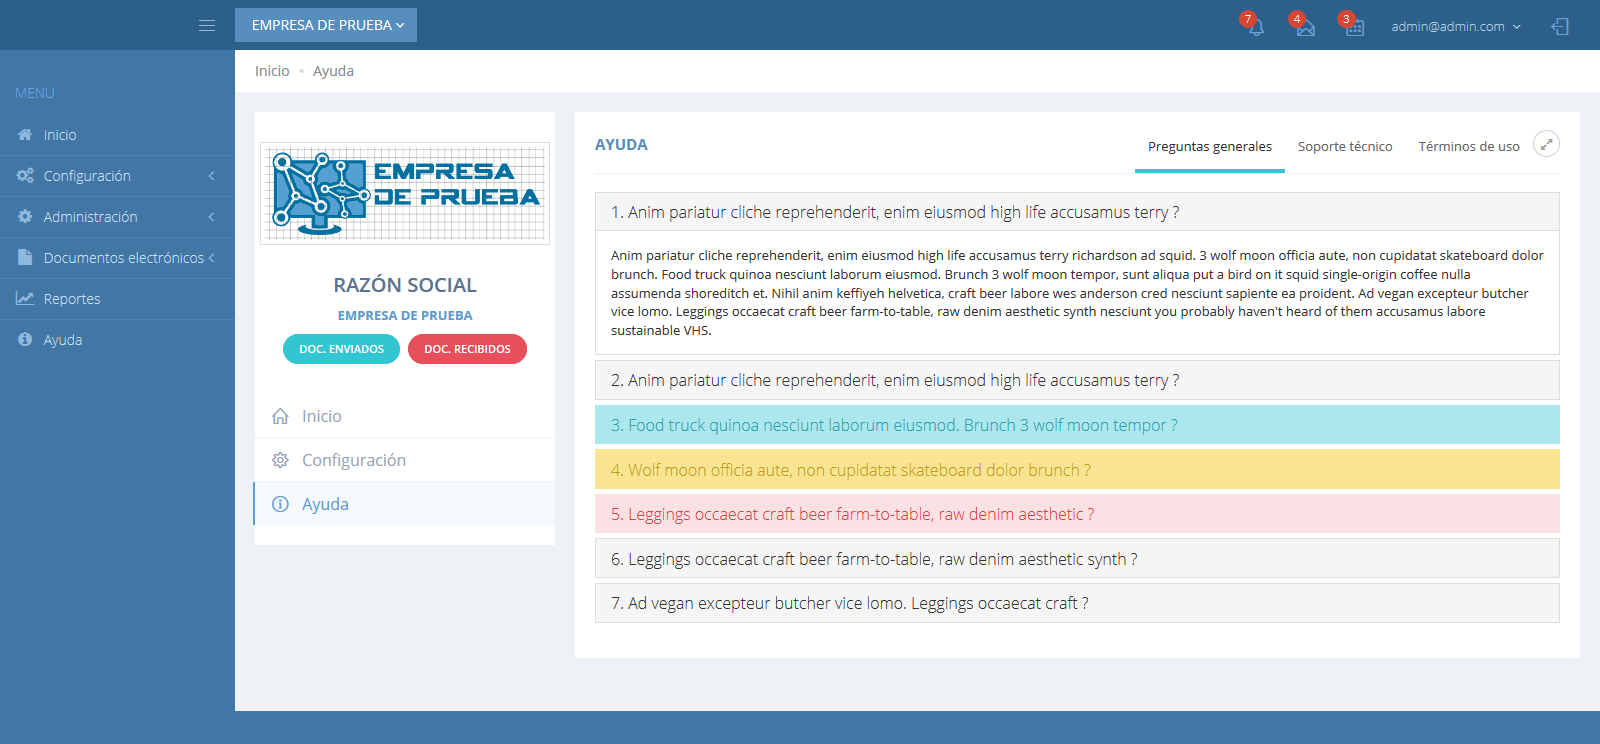 EMPRESA DE PRUEBA
7
4
3
admin@admin.com
Inicio
Ayuda
MENU
Inicio
Configuración
Administración
Documentos electrónicos
Reportes
Ayuda
EMPRESA
DE PRUEBA
RAZÓN SOCIAL
EMPRESA DE PRUEBA
DOC. ENVIADOS
DOC. RECIBIDOS
Inicio
Configuración
Ayuda
AYUDA
Preguntas generales
Soporte técnico
Términos de uso
1. Anim pariatur cliche reprehenderit, enim eiusmod high life accusamus terry ?
Anim pariatur cliche reprehenderit, enim eiusmod high life accusamus terry richardson ad squid. 3 wolf moon officia aute, non cupidatat skateboard dolor
brunch. Food truck quinoa nesciunt laborum eiusmod. Brunch 3 wolf moon tempor, sunt aliqua put a bird on it squid single-origin coffee nulla
assumenda shoreditch et. Nihil anim keffiyeh helvetica, craft beer labore wes anderson cred nesciunt sapiente ea proident. Ad vegan excepteur butcher
vice lomo. Leggings occaecat craft beer farm-to-table, raw denim aesthetic synth nesciunt you probably haven't heard of them accusamus labore
sustainable VHS.
2. Anim pariatur cliche reprehenderit, enim eiusmod high life accusamus terry ?
3. Food truck quinoa nesciunt laborum eiusmod. Brunch 3 wolf moon tempor ?
4. Wolf moon officia aute, non cupidatat skateboard dolor brunch ?
5. Leggings occaecat craft beer farm-to-table, raw denim aesthetic ?
6. Leggings occaecat craft beer farm-to-table, raw denim aesthetic synth ?
7. Ad vegan excepteur butcher vice lomo. Leggings occaecat craft ?